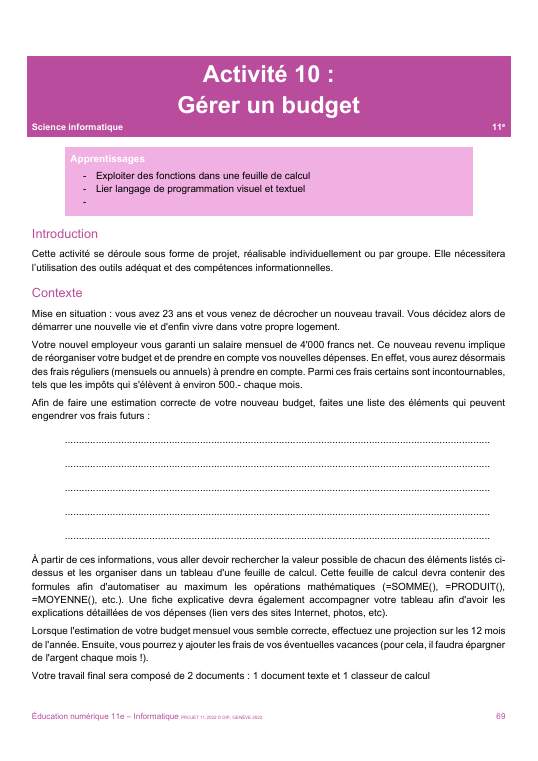 Activité 10 :
Gérer un budget
Science informatique 11e
Apprentissages
- Exploiter des fonctions dans une feuille de calcul
- Lier langage de programmation visuel et textuel
-
Introduction
Cette activité se déroule sous forme de projet, réalisable individuellement ou par groupe. Elle nécessitera
l'utilisation des outils adéquat et des compétences informationnelles.
Contexte
Mise en situation : vous avez 23 ans et vous venez de décrocher un nouveau travail. Vous décidez alors de
démarrer une nouvelle vie et d'enfin vivre dans votre propre logement.
Votre nouvel employeur vous garanti un salaire mensuel de 4'000 francs net. Ce nouveau revenu implique
de réorganiser votre budget et de prendre en compte vos nouvelles dépenses. En effet, vous aurez désormais
des frais réguliers (mensuels ou annuels) à prendre en compte. Parmi ces frais certains sont incontournables,
tels que les impôts qui s'élèvent à environ 500.- chaque mois.
Afin de faire une estimation correcte de votre nouveau budget, faites une liste des éléments qui peuvent
engendrer vos frais futurs :
À partir de ces informations, vous aller devoir rechercher la valeur possible de chacun des éléments listés ci-
dessus et les organiser dans un tableau d'une feuille de calcul. Cette feuille de calcul devra contenir des
formules afin d'automatiser au maximum les opérations mathématiques (=SOMME(), =PRODUIT(),
=MOYENNE(), etc.). Une fiche explicative devra également accompagner votre tableau afin d'avoir les
explications détaillées de vos dépenses (lien vers des sites Internet, photos, etc).
Lorsque l'estimation de votre budget mensuel vous semble correcte, effectuez une projection sur les 12 mois
de l'année. Ensuite, vous pourrez y ajouter les frais de vos éventuelles vacances (pour cela, il faudra épargner
de l'argent chaque mois !).
Votre travail final sera composé de 2 documents : 1 document texte et 1 classeur de calcul
Éducation numérique 11e – Informatique PROJET 11.2022 © DIP, GENÈVE 2022 69